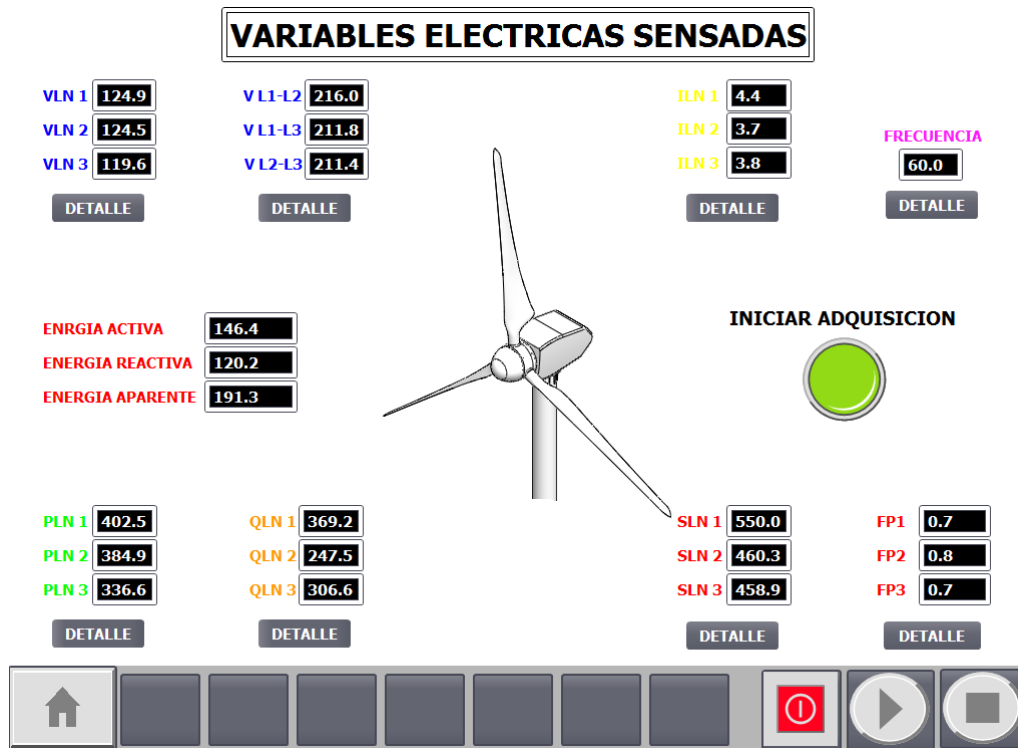 VARIABLES ELECTRICAS SENSADAS
VLN 1 124.9
VLN 2 124.5
VLN 3 119.6
DETALLE
V L1-L2 216.0
V L1-L3 211.8
V L2-L3 211.4
DETALLE
ILN 1 4.4
ILN 2 3.7
ILN 3 3.8
DETALLE
FRECUENCIA
60.0
DETALLE
ENRGIA ACTIVA 146.4
ENERGIA REACTIVA 120.2
ENERGIA APARENTE 191.3
INICIAR ADQUISICION
PLN 1 402.5
PLN 2 384.9
PLN 3 336.6
DETALLE
QLN 1 369.2
QLN 2 247.5
QLN 3 306.6
DETALLE
SLN 1 550.0
SLN 2 460.3
SLN 3 458.9
DETALLE
FP1 0.7
FP2 0.8
FP3 0.7
DETALLE